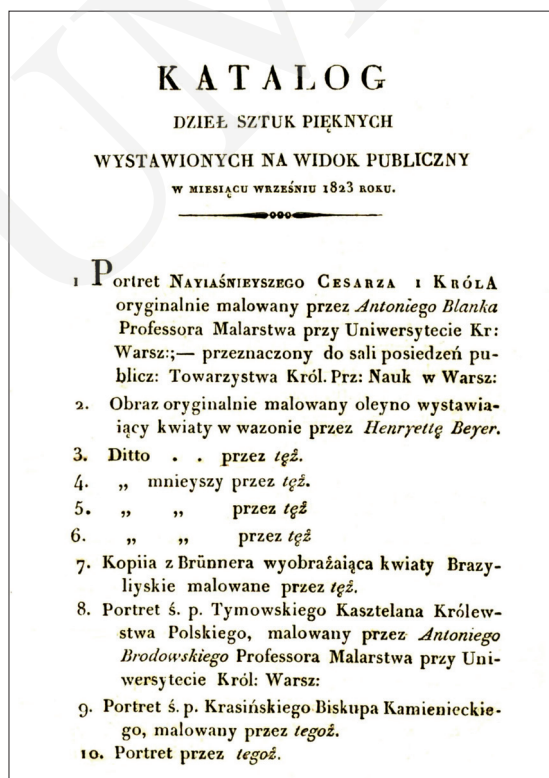 KATALOG
DZIEŁ SZTUK PIĘKNYCH
WYSTAWIONYCH NA WIDOK PUBLICZNY
W MIESIĄCU WRZEŚNIU 1823 ROKU.
1 Portret NAYIAŚNIEYSZEGO CESARZA I KRÓLA
oryginalnie malowany przez Antoniego Blanka
Professora Malarstwa przy Uniwersytecie Kr:
Warsz:;— przeznaczony do sali posiedzeń pu-
blicz: Towarzystwa Król. Prz: Nauk w Warsz:
2. Obraz oryginalnie malowany oleyno wystawia-
iący kwiaty w wazonie przez Henryettę Beyer.
3. Ditto . . przez tęż.
4. „ mnieyszy przez tęż.
5. „ „ przez tęż
6. „ „ przez tęż
7. Kopiia z Brünnera wyobrażaiąca kwiaty Brazy-
liyskie malowane przez tęż.
8. Portret ś. p. Tymowskiego Kasztelana Królew-
stwa Polskiego, malowany przez Antoniego
Brodowskiego Professora Malarstwa przy Uni-
wersytecie Król: Warsz:
9. Portret ś. p. Krasińskiego Biskupa Kamienieckie-
go, malowany przez tegoż.
10. Portret przez tegoż.